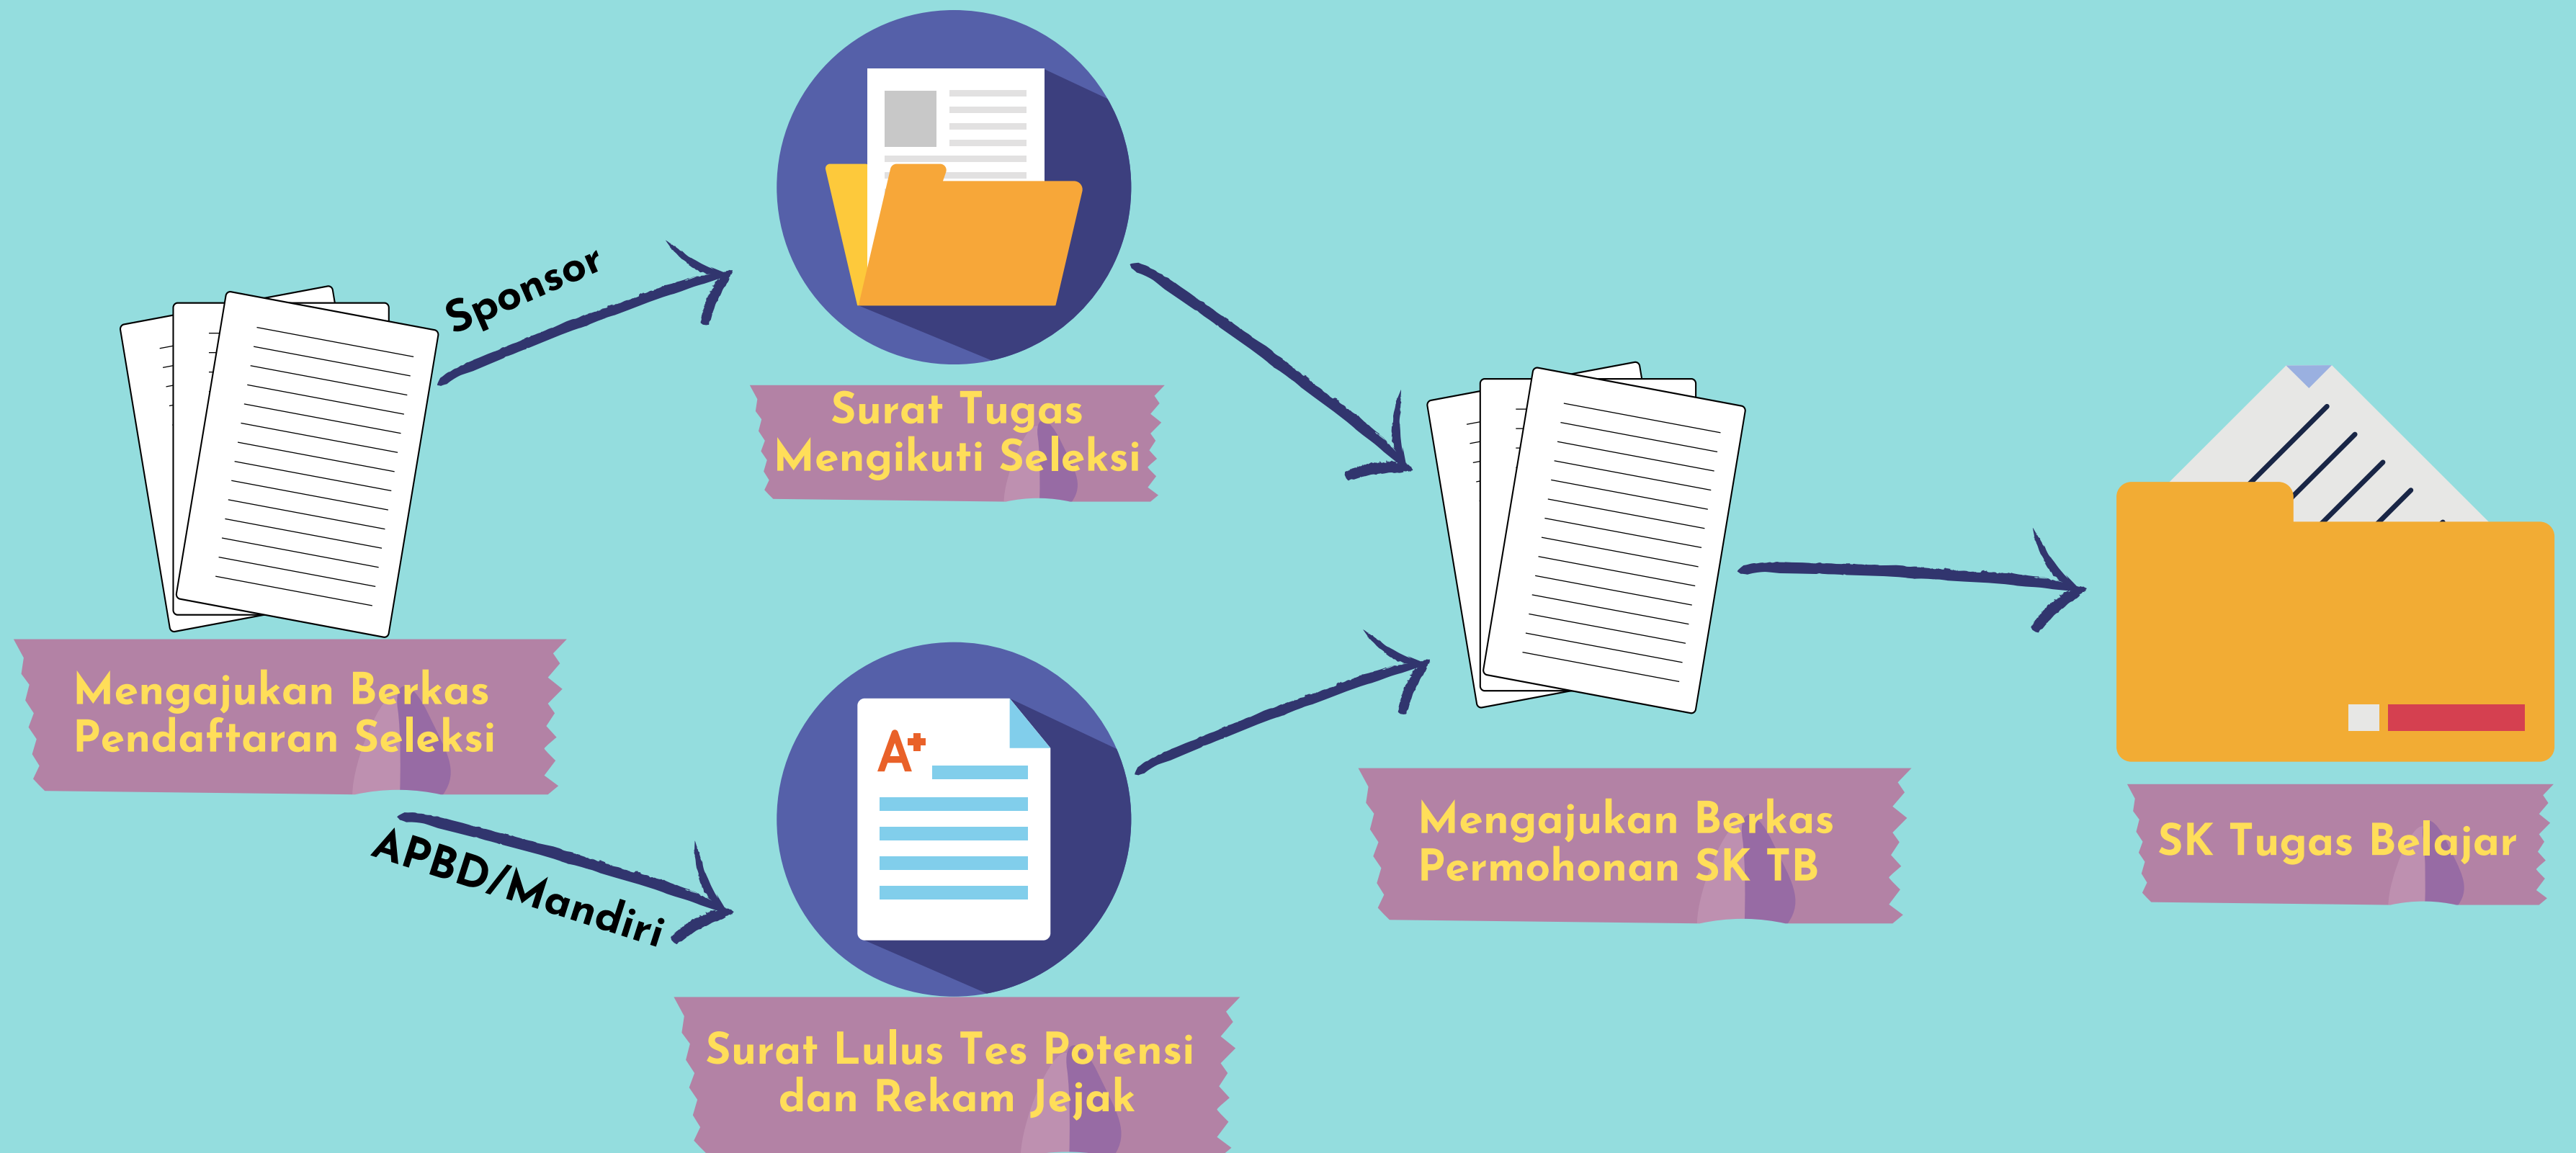 Mengajukan Berkas
Pendaftaran Seleksi
Sponsor
Surat Tugas
Mengikuti Seleksi
APBD/Mandiri
A+
Surat Lulus Tes Potensi
dan Rekam Jejak
Mengajukan Berkas
Permohonan SK TB
SK Tugas Belajar